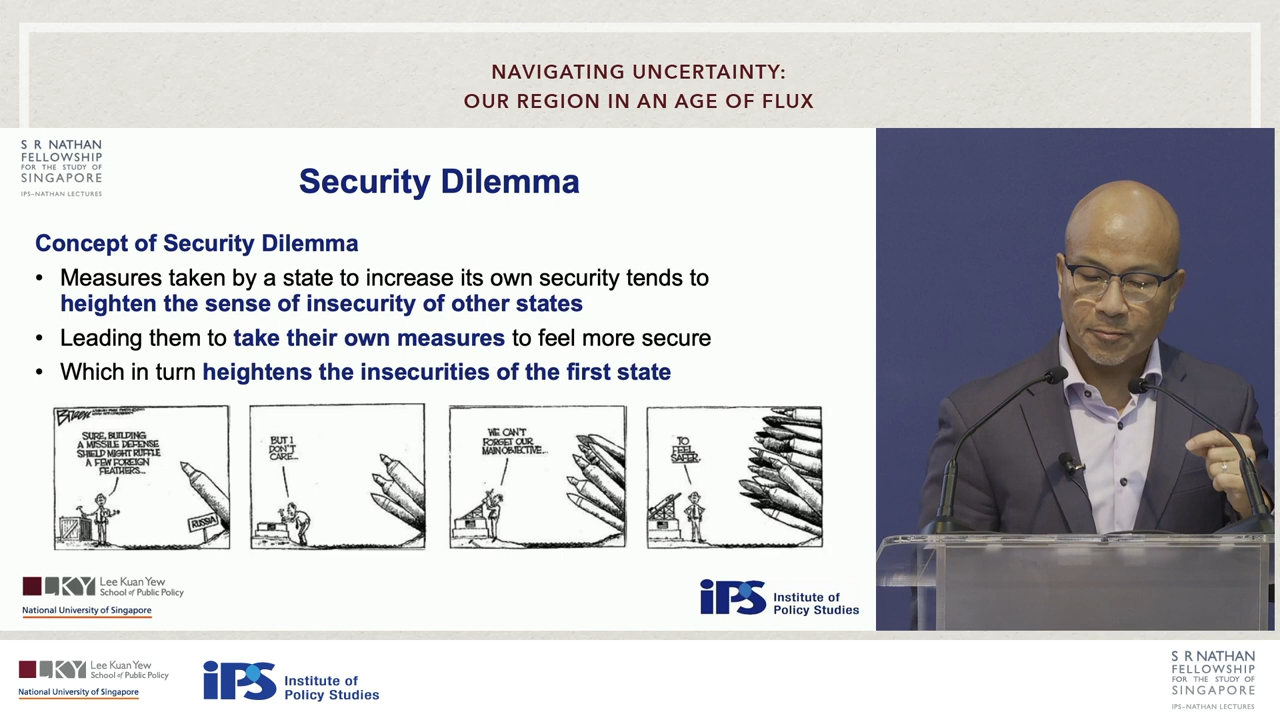 NAVIGATING UNCERTAINTY:
OUR REGION IN AN AGE OF FLUX
S R NATHAN
FELLOWSHIP
FOR THE STUDY OF
SINGAPORE
IPS–NATHAN LECTURES
Security Dilemma
Concept of Security Dilemma
• Measures taken by a state to increase its own security tends to
heighten the sense of insecurity of other states
• Leading them to take their own measures to feel more secure
• Which in turn heightens the insecurities of the first state
SURE, BUILDING
A MISSILE DEFENSE
SHIELD MIGHT RUFFLE
A FEW FOREIGN
FEATHERS...
RUSSIA
BUT I
DON'T
CARE...
WE CAN'T
FORGET OUR
MAIN OBJECTIVE...
TO
FEEL
SAFER.
LKY Lee Kuan Yew
School of Public Policy
National University of Singapore
iPS Institute of
Policy Studies
LKY Lee Kuan Yew
School of Public Policy
National University of Singapore
iPS Institute of
Policy Studies
S R NATHAN
FELLOWSHIP
FOR THE STUDY OF
SINGAPORE
IPS–NATHAN LECTURES